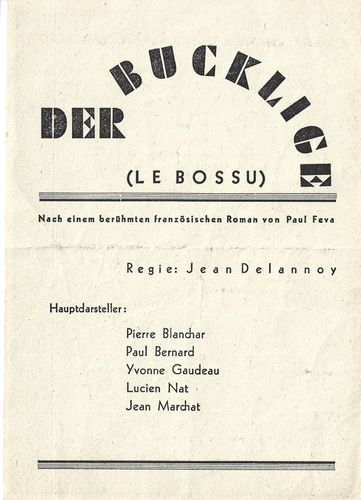 DER BUCKLIGE
(LE BOSSU)
Nach einem berühmten französischen Roman von Paul Feva
Regie: Jean Delannoy
Hauptdarsteller:
Pierre Blanchar
Paul Bernard
Yvonne Gaudeau
Lucien Nat
Jean Marchat